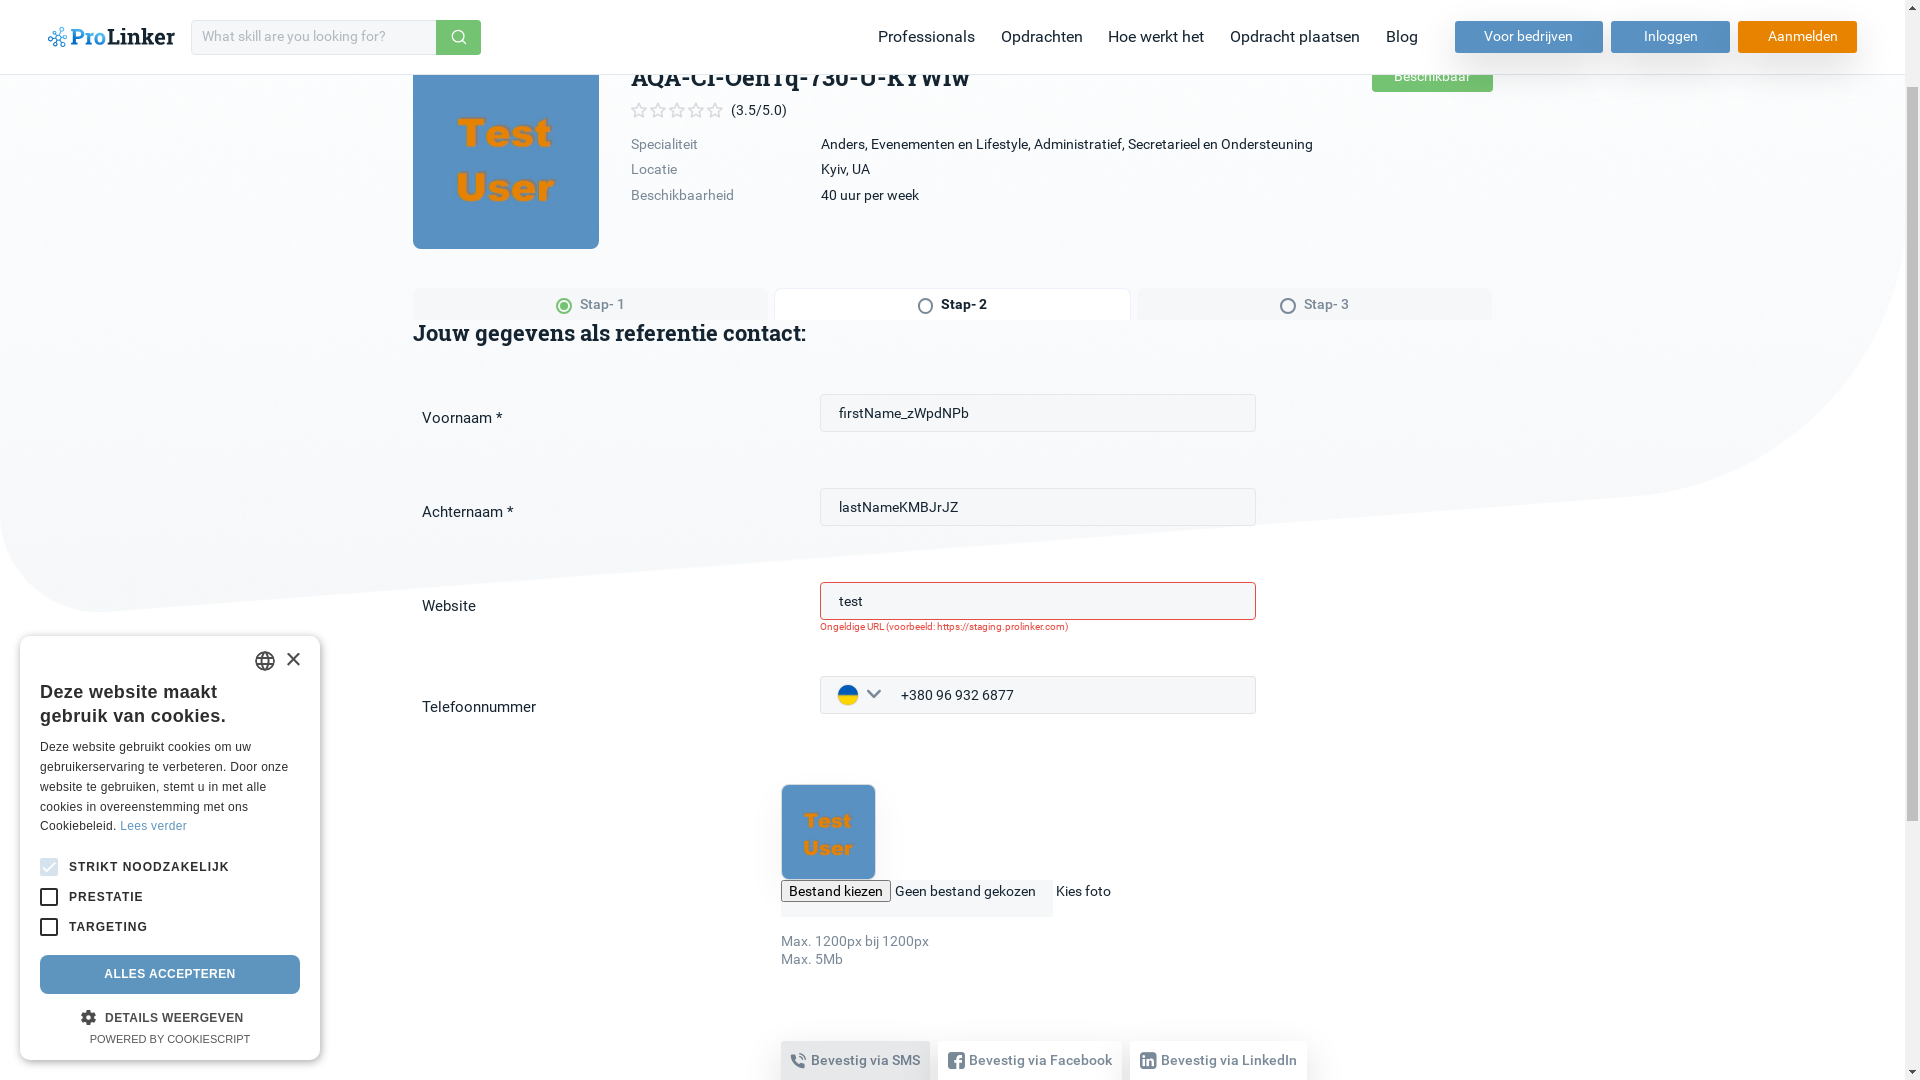 ProLinker
What skill are you looking for?
Professionals
Opdrachten
Hoe werkt het
Opdracht plaatsen
Blog
Voor bedrijven
Inloggen
Aanmelden
Beschikbaar
(3.5/5.0)
Specialiteit
Anders, Evenementen en Lifestyle, Administratief, Secretarieel en Ondersteuning
Locatie
Kyiv, UA
Beschikbaarheid
40 uur per week
Test
User
Stap- 1
Stap- 2
Stap- 3
Jouw gegevens als referentie contact:
Voornaam *
firstName_zWpdNPb
Achternaam *
lastNameKMBJrJZ
Website
test
Ongeldige URL (voorbeeld: https://staging.prolinker.com)
Telefoonnummer
+380 96 932 6877
Test
User
Bestand kiezen Geen bestand gekozen Kies foto
Max. 1200px bij 1200px
Max. 5Mb
Bevestig via SMS
Bevestig via Facebook
Bevestig via LinkedIn
×
Deze website maakt
gebruik van cookies.
Deze website gebruikt cookies om uw
gebruikerservaring te verbeteren. Door onze
website te gebruiken, stemt u in met alle
cookies in overeenstemming met ons
Cookiebeleid. Lees verder
STRIKT NOODZAKELIJK
PRESTATIE
TARGETING
ALLES ACCEPTEREN
DETAILS WEERGEVEN
POWERED BY COOKIESCRIPT